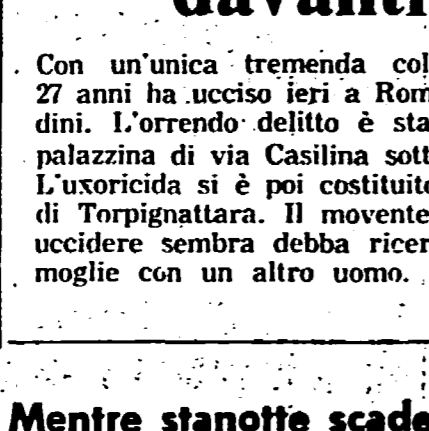 davanti
Con un'unica tremenda col
27 anni ha ucciso ieri a Rom
dini. L'orrendo delitto è sta
palazzina di via Casilina sott
L'uxoricida si è poi costituito
di Torpignattara. Il movente
uccidere sembra debba ricer
moglie con un altro uomo.
Mentre stanotte scade